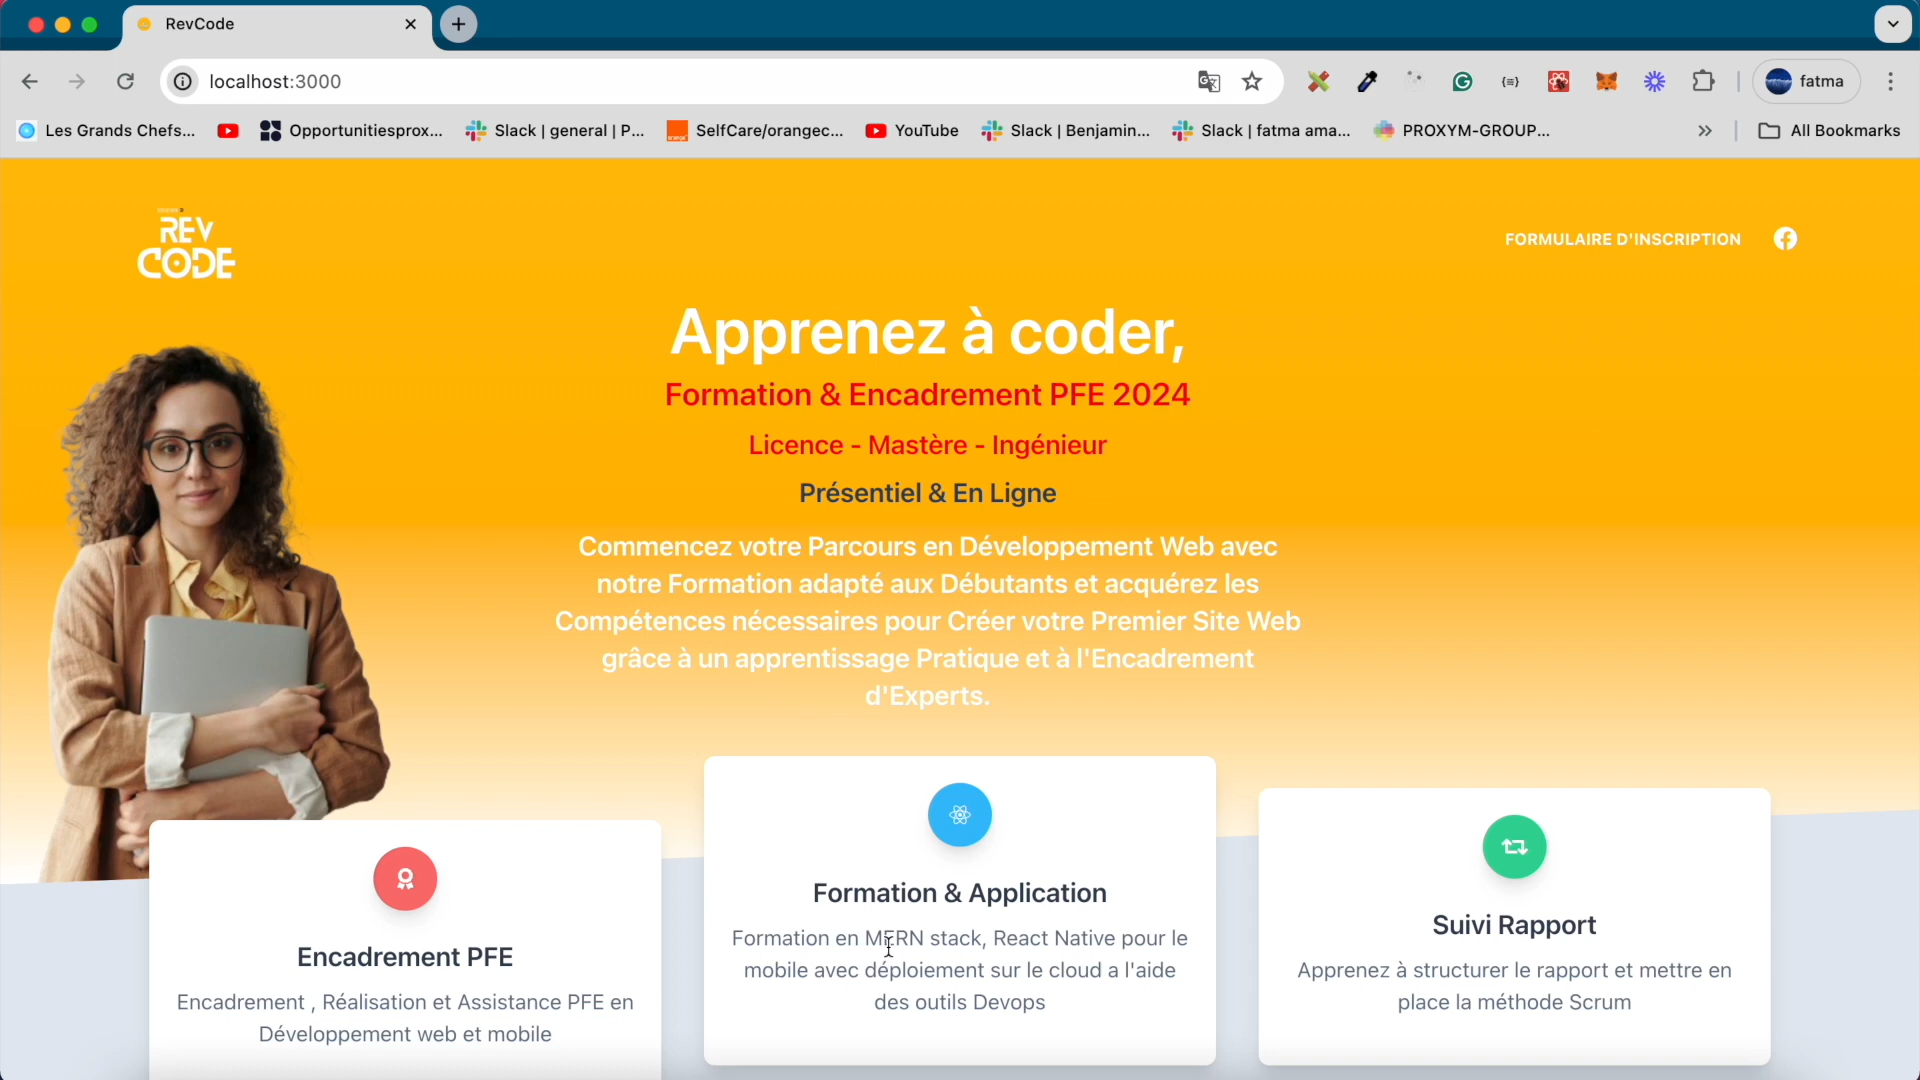 RevCode
localhost:3000
fatma
Les Grands Chefs...
Opportunitiesprox...
Slack | general | P...
SelfCare/orangec...
YouTube
Slack | Benjamin...
Slack | fatma ama...
PROXYM-GROUP...
All Bookmarks
REV
CODE
FORMULAIRE D'INSCRIPTION
Apprenez à coder,
Formation & Encadrement PFE 2024
Licence - Mastère - Ingénieur
Présentiel & En Ligne
Commencez votre Parcours en Développement Web avec
notre Formation adapté aux Débutants et acquérez les
Compétences nécessaires pour Créer votre Premier Site Web
grâce à un apprentissage Pratique et à l'Encadrement
d'Experts.
Encadrement PFE
Encadrement , Réalisation et Assistance PFE en
Développement web et mobile
Formation & Application
Formation en MERN stack, React Native pour le
mobile avec déploiement sur le cloud a l'aide
des outils Devops
Suivi Rapport
Apprenez à structurer le rapport et mettre en
place la méthode Scrum